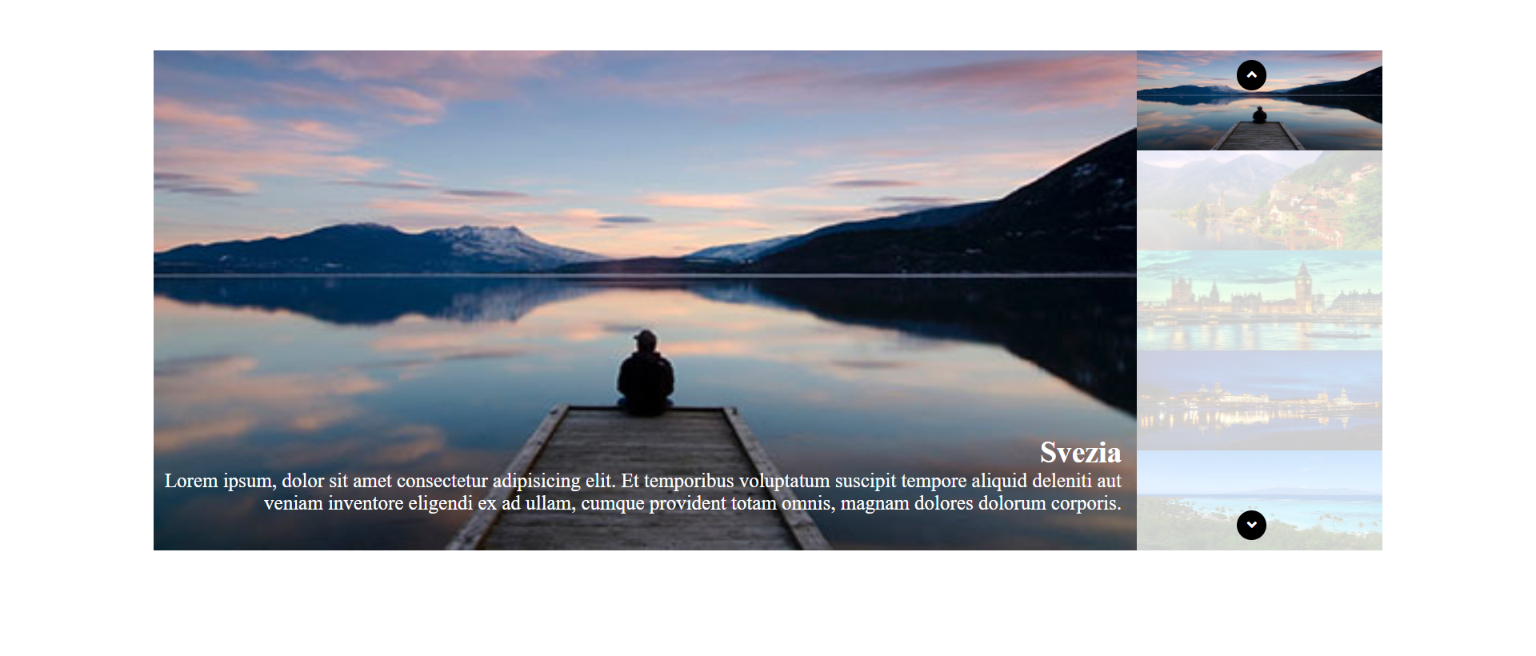 Svezia
Lorem ipsum, dolor sit amet consectetur adipisicing elit. Et temporibus voluptatum suscipit tempore aliquid deleniti aut
veniam inventore eligendi ex ad ullam, cumque provident totam omnis, magnam dolores dolorum corporis.